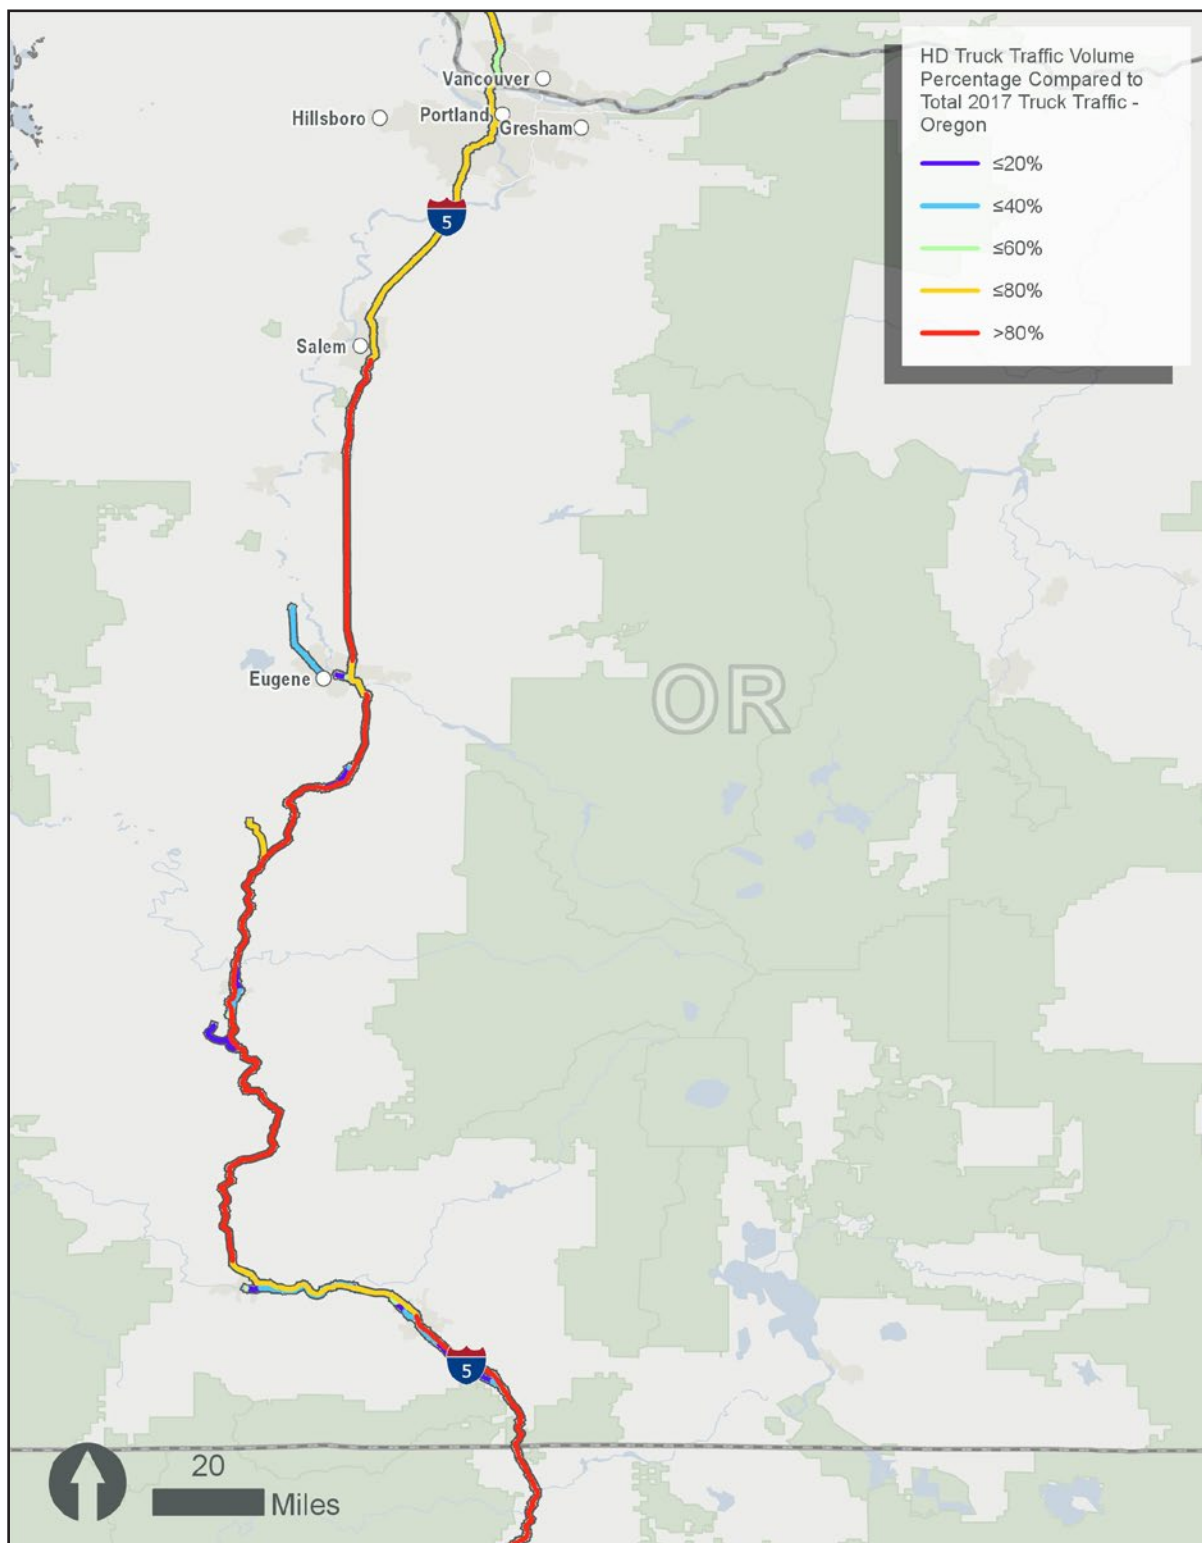 HD Truck Traffic Volume
Percentage Compared to
Total 2017 Truck Traffic -
Oregon
≤20%
≤40%
≤60%
≤80%
>80%
Vancouver
Hillsboro
Portland
Gresham
5
Salem
Eugene
OR
5
20
Miles